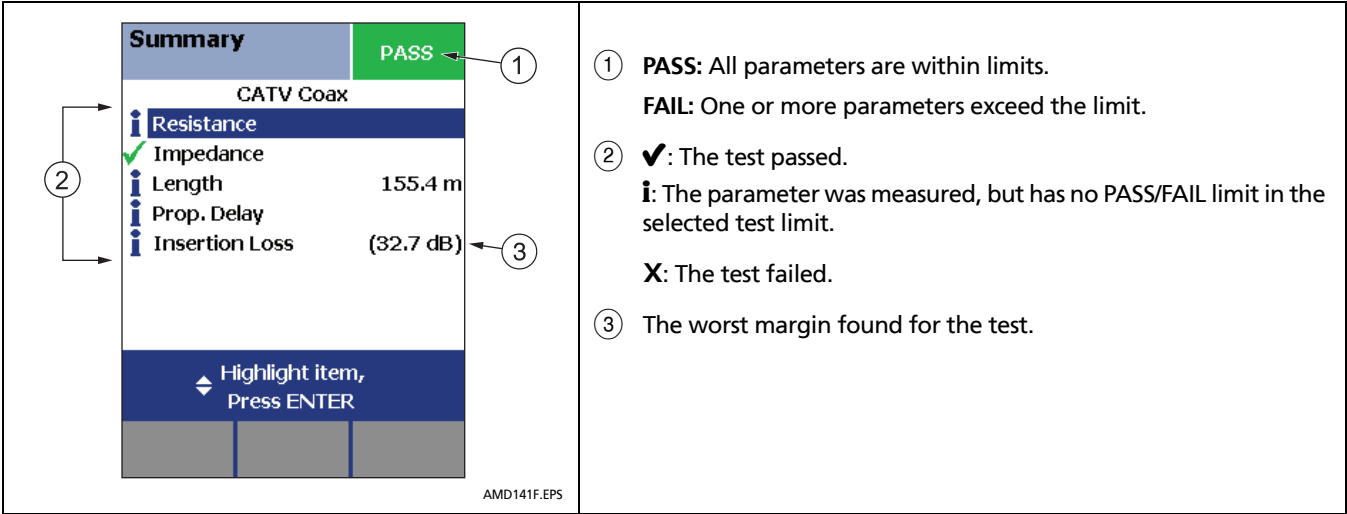 Summary
PASS
CATV Coax
i Resistance
✓ Impedance
i Length 155.4 m
i Prop. Delay
i Insertion Loss (32.7 dB)
Highlight item,
Press ENTER
1
2
3
AMD141F.EPS
1 PASS: All parameters are within limits.
FAIL: One or more parameters exceed the limit.
2 ✔: The test passed.
i: The parameter was measured, but has no PASS/FAIL limit in the
selected test limit.
X: The test failed.
3 The worst margin found for the test.